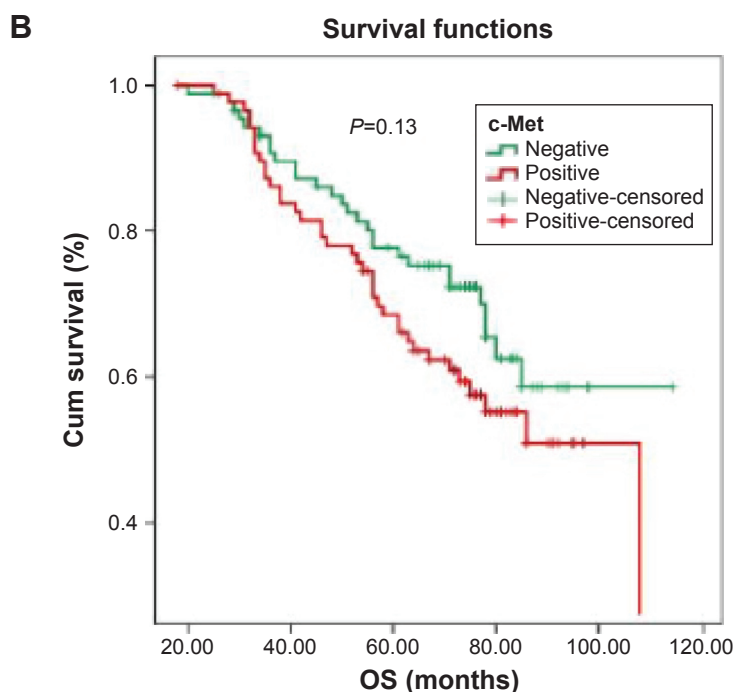 B
Survival functions
P=0.13
c-Met
Negative
Positive
Negative-censored
Positive-censored
Cum survival (%)
1.0
0.8
0.6
0.4
20.00 40.00 60.00 80.00 100.00 120.00
OS (months)